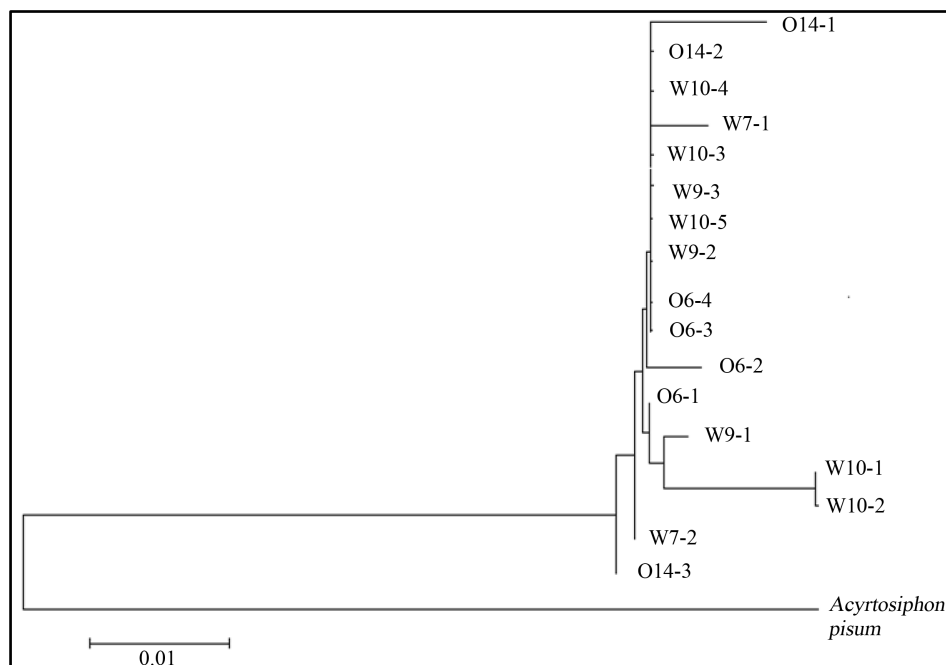 O14-1
O14-2
W10-4
W7-1
W10-3
W9-3
W10-5
W9-2
O6-4
O6-3
O6-2
O6-1
W9-1
W10-1
W10-2
W7-2
O14-3
Acyrtosiphon
pisum
0.01